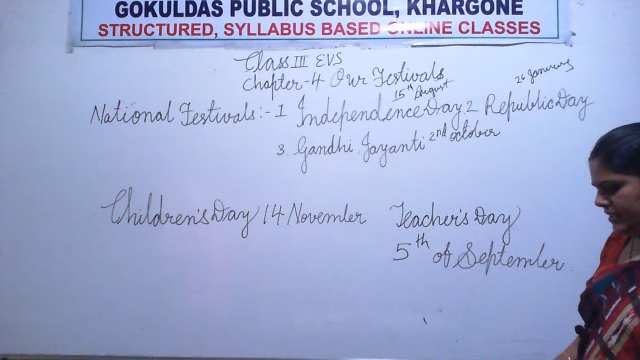 GOKULDAS PUBLIC SCHOOL, KHARGONE
STRUCTURED, SYLLABUS BASED ONLINE CLASSES
Class III EVS
Chapter-4 Our Festivals
15th August
26 January
National Festivals:- 1 Independence Day 2 Republic Day
3. Gandhi Jayanti 2nd october
Children's Day 14 November
Teacher's Day
5th of September